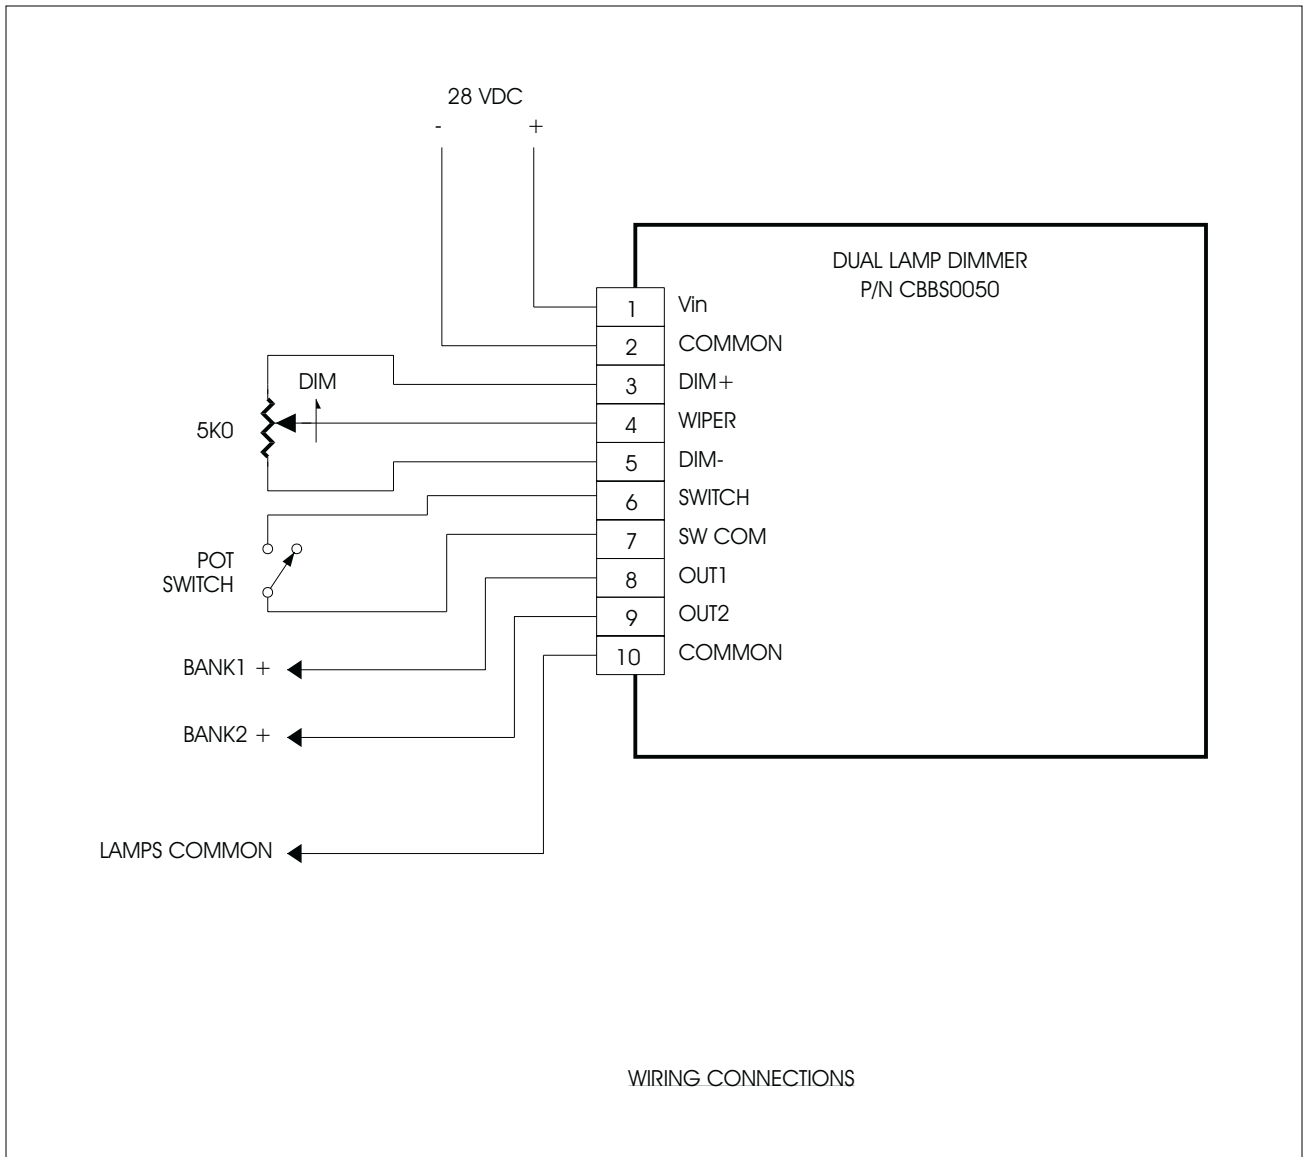 28 VDC
- +
DUAL LAMP DIMMER
P/N CBBS0050
1 Vin
2 COMMON
DIM
3 DIM+
5K0
4 WIPER
5 DIM-
6 SWITCH
7 SW COM
POT
SWITCH
8 OUT1
9 OUT2
10 COMMON
BANK1 +
BANK2 +
LAMPS COMMON
WIRING CONNECTIONS